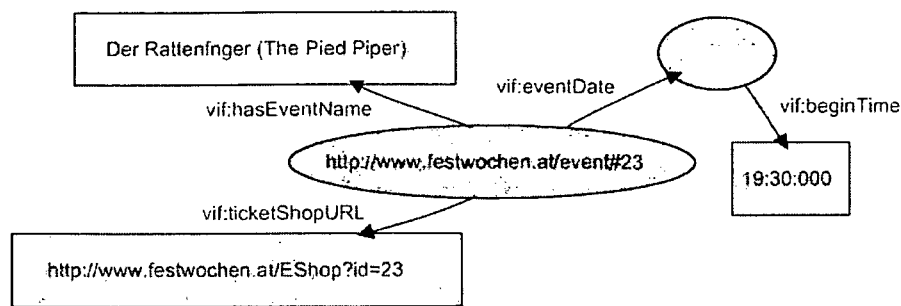 Der Rattenfnger (The Pied Piper)
vif:hasEventName
vif:eventDate
vif:beginTime
http://www.festwochen.at/event#23
19:30:000
vif:ticketShopURL
http://www.festwochen.at/EShop?id=23